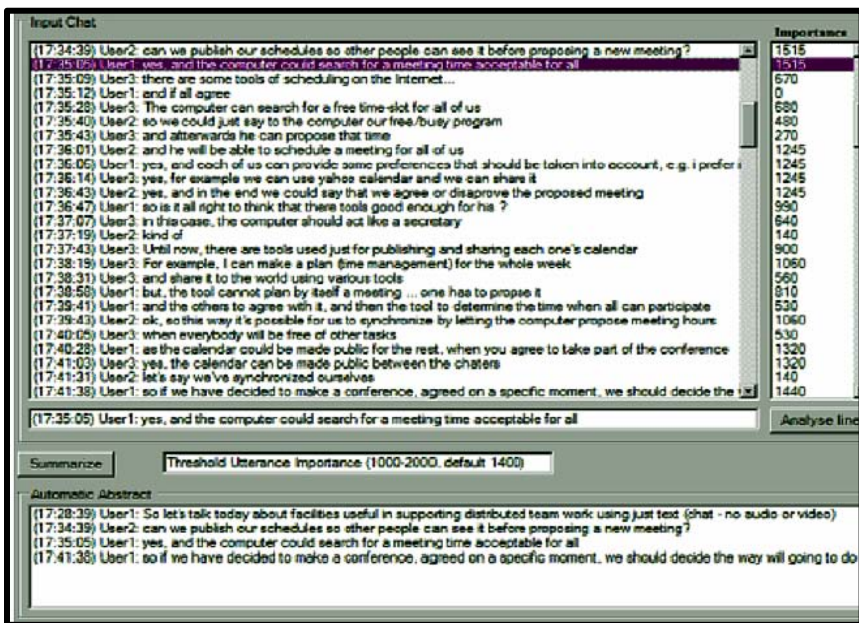 Input Chat
Importance
(17:34:39) User2: can we publish our schedules so other people can see it before proposing a new meeting? 1515
(17:35:05) User1: yes, and the computer could search for a meeting time acceptable for all 1515
(17:35:09) User3: there are some tools of scheduling on the Internet... 670
(17:35:12) User1: and if all agree 0
(17:35:28) User3: The computer can search for a free time-slot for all of us 680
(17:35:40) User2: so we could just say to the computer our free/busy program 480
(17:35:43) User3: and afterwards he can propose that time 270
(17:36:01) User2: and he will be able to schedule a meeting for all of us 1245
(17:36:06) User1: yes, and each of us can provide some preferences that should be taken into account, e.g. i prefer 1245
(17:36:14) User3: yes, for example we can use yahoo calendar and we can share it 1245
(17:36:43) User2: yes, and in the end we could say that we agree or disaprove the proposed meeting 1245
(17:36:47) User1: so is it all right to think that there tools good enough for his ? 990
(17:37:07) User3: in this case, the computer should act like a secretary 640
(17:37:19) User2: kind of 140
(17:37:43) User3: Until now, there are tools used just for publishing and sharing each one's calendar 900
(17:38:19) User3: For example, I can make a plan (time management) for the whole week 1060
(17:38:31) User3: and share it to the world using various tools 560
(17:38:58) User1: but, the tool cannot plan by itself a meeting ... one has to propse it 810
(17:39:41) User1: and the others to agree with it, and then the tool to determine the time when all can participate 530
(17:39:43) User2: ok, so this way it's possible for us to synchronize by letting the computer propose meeting hours 1060
(17:40:05) User3: when everybody will be free of other tasks 530
(17:40:28) User1: as the calendar could be made public for the rest, when you agree to take part of the conference 1320
(17:41:03) User3: yes, the calendar can be made public between the chaters 1320
(17:41:31) User2: let's say we've synchronized ourselves 140
(17:41:38) User1: so if we have decided to make a conference, agreed on a specific moment, we should decide the 1440
(17:35:05) User1: yes, and the computer could search for a meeting time acceptable for all
Analyse line
Summarize
Threshold Utterance Importance (1000-2000, default 1400)
Automatic Abstract
(17:28:39) User1: So let's talk today about facilities useful in supporting distributed team work using just text (chat - no audio or video)
(17:34:39) User2: can we publish our schedules so other people can see it before proposing a new meeting?
(17:35:05) User1: yes, and the computer could search for a meeting time acceptable for all
(17:41:38) User1: so if we have decided to make a conference, agreed on a specific moment, we should decide the way will going to do